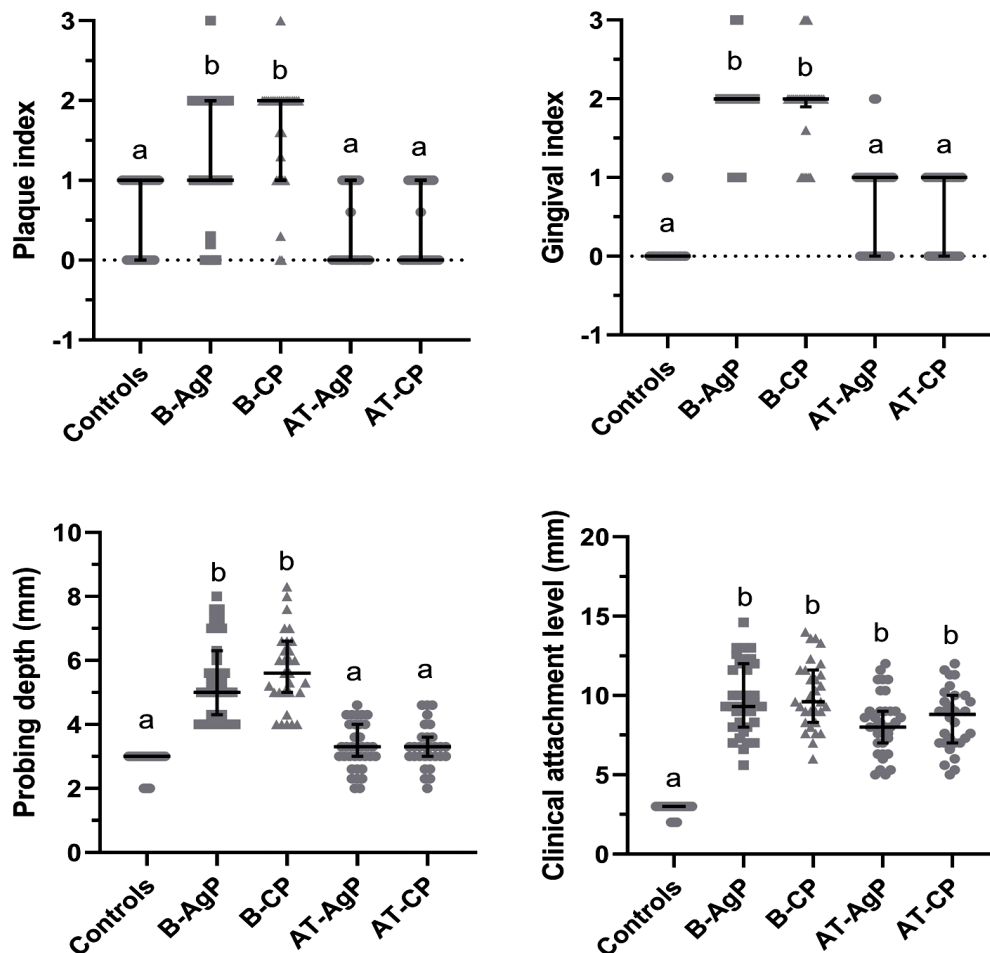 Plaque index
3
2
1
0
-1
a
b
b
a
a
Controls
B-AgP
B-CP
AT-AgP
AT-CP
Gingival index
3
2
1
0
-1
a
b
b
a
a
Controls
B-AgP
B-CP
AT-AgP
AT-CP
Probing depth (mm)
10
8
6
4
2
0
a
b
b
a
a
Controls
B-AgP
B-CP
AT-AgP
AT-CP
Clinical attachment level (mm)
20
15
10
5
0
a
b
b
b
b
Controls
B-AgP
B-CP
AT-AgP
AT-CP